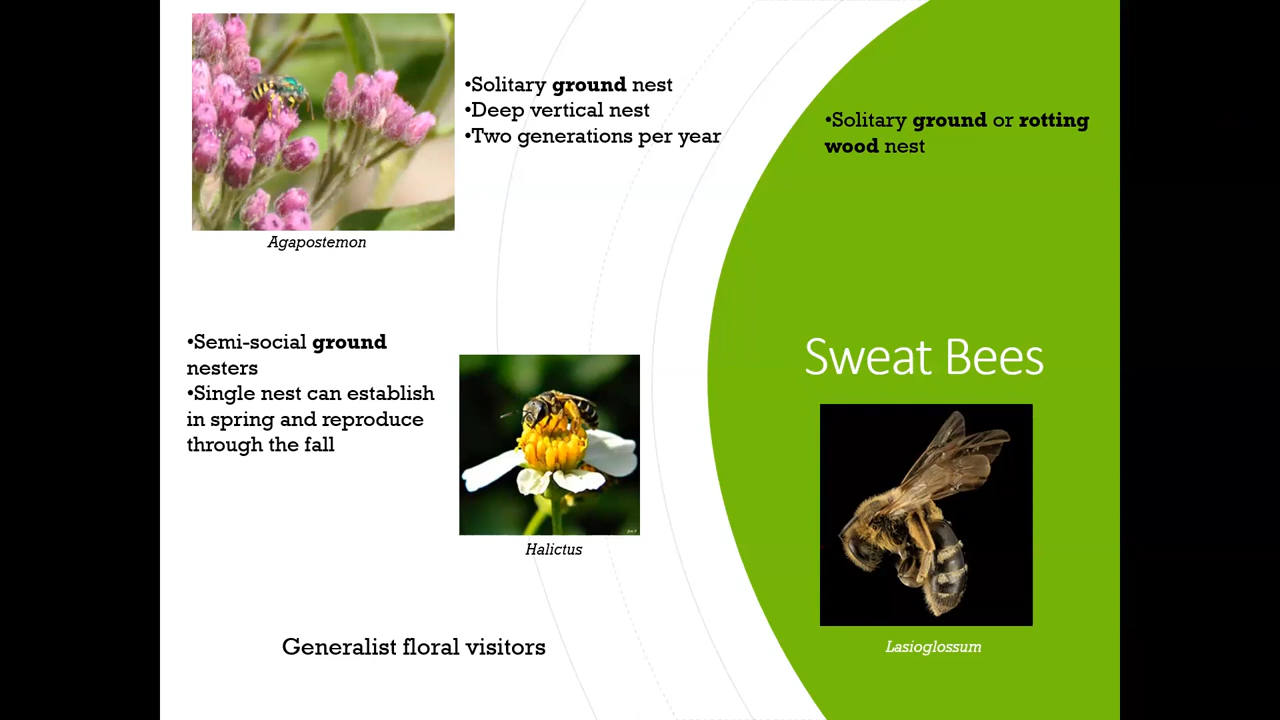 •Solitary ground nest
•Deep vertical nest
•Two generations per year
Agapostemon
•Solitary ground or rotting
wood nest
•Semi-social ground
nesters
•Single nest can establish
in spring and reproduce
through the fall
Halictus
Sweat Bees
Lasioglossum
Generalist floral visitors